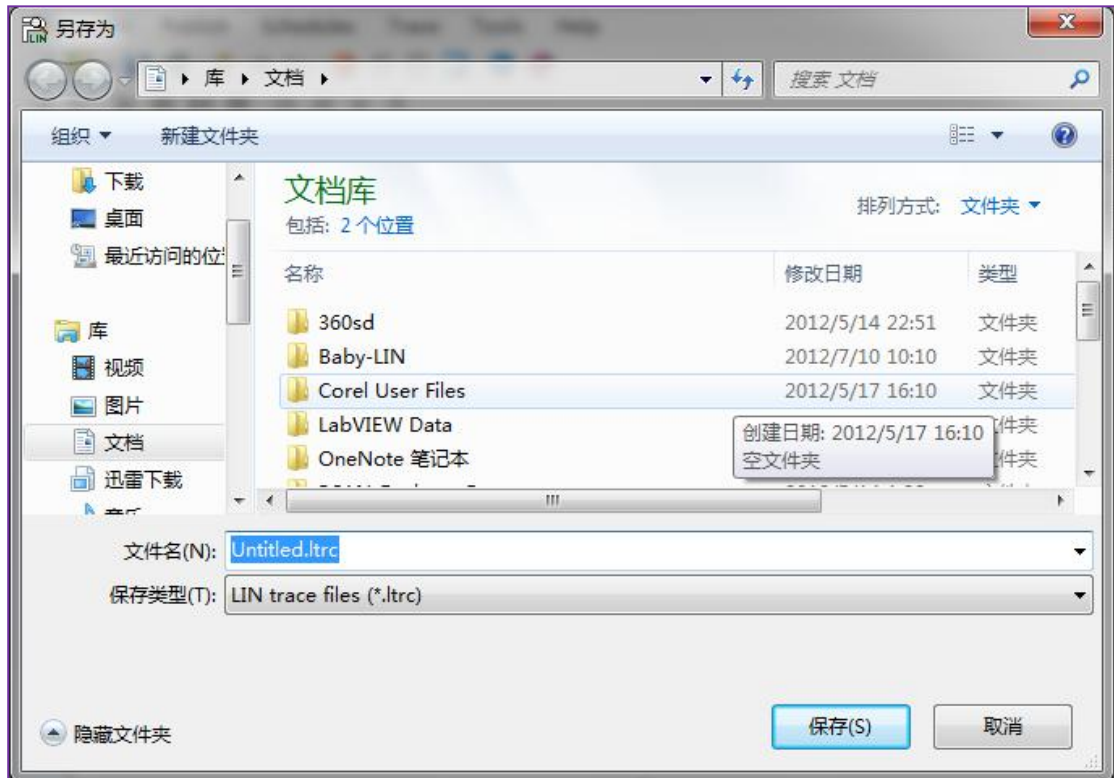 另存为
库 文档
搜索 文档
组织 新建文件夹
下载
桌面
最近访问的位
库
视频
图片
文档
迅雷下载
文档库
包括: 2 个位置
排列方式: 文件夹
名称 修改日期 类型
360sd 2012/5/14 22:51 文件夹
Baby-LIN 2012/7/10 10:10 文件夹
Corel User Files 2012/5/17 16:10 文件夹
LabVIEW Data 件夹
OneNote 笔记本 件夹
创建日期: 2012/5/17 16:10
空文件夹
文件名(N): Untitled.ltrc
保存类型(T): LIN trace files (*.ltrc)
隐藏文件夹
保存(S) 取消